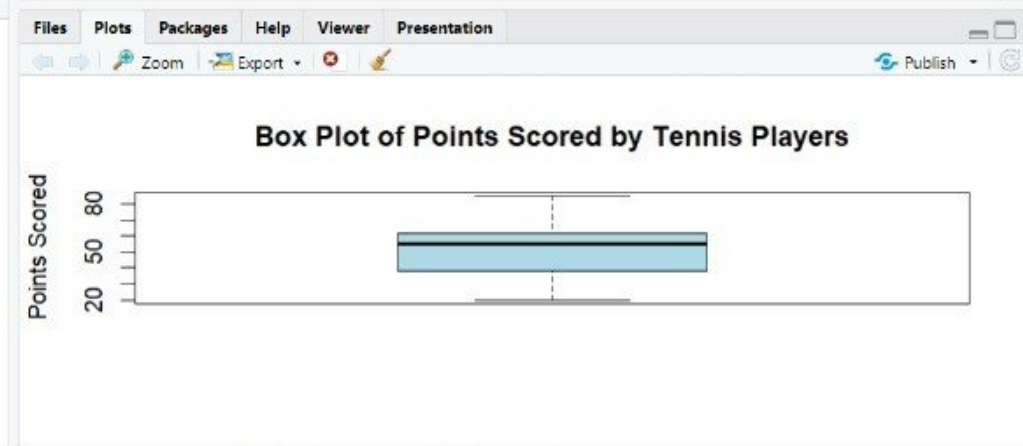 Files Plots Packages Help Viewer Presentation
Zoom Export Publish
Box Plot of Points Scored by Tennis Players
Points Scored
80
50
20